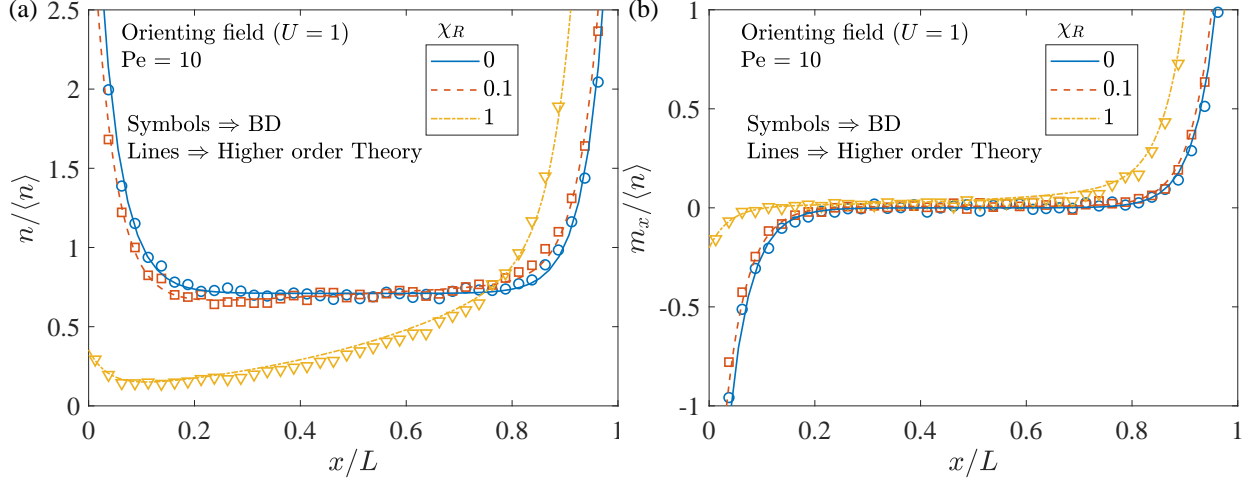 (a)
Orienting field (U = 1)
Pe = 10
χ_R
0
0.1
1
Symbols ⇒ BD
Lines ⇒ Higher order Theory
n/⟨n⟩
2.5
2
1.5
1
0.5
0
0 0.2 0.4 0.6 0.8 1
x/L
(b)
Orienting field (U = 1)
Pe = 10
χ_R
0
0.1
1
Symbols ⇒ BD
Lines ⇒ Higher order Theory
m_x/⟨n⟩
1
0.5
0
-0.5
-1
0 0.2 0.4 0.6 0.8 1
x/L